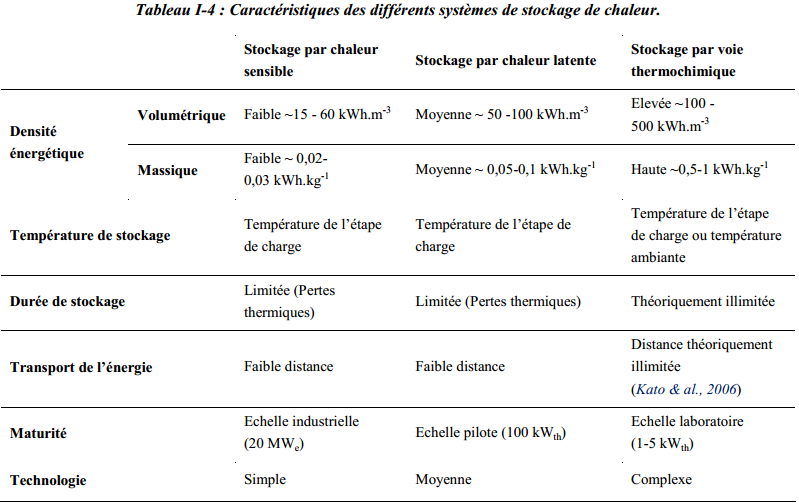 Tableau I-4 : Caractéristiques des différents systèmes de stockage de chaleur.
Stockage par chaleur
sensible
Stockage par chaleur latente
Stockage par voie
thermochimique
Densité
énergétique
Volumétrique
Faible ~15 - 60 kWh.m-3
Moyenne ~ 50 -100 kWh.m-3
Elevée ~100 -
500 kWh.m-3
Massique
Faible ~ 0,02-
0,03 kWh.kg-1
Moyenne ~ 0,05-0,1 kWh.kg-1
Haute ~0,5-1 kWh.kg-1
Température de stockage
Température de l’étape
de charge
Température de l’étape de
charge
Température de l’étape
de charge ou température
ambiante
Durée de stockage
Limitée (Pertes
thermiques)
Limitée (Pertes thermiques)
Théoriquement illimitée
Transport de l’énergie
Faible distance
Faible distance
Distance théoriquement
illimitée
(Kato & al., 2006)
Maturité
Echelle industrielle
(20 MWe)
Echelle pilote (100 kWth)
Echelle laboratoire
(1-5 kWth)
Technologie
Simple
Moyenne
Complexe